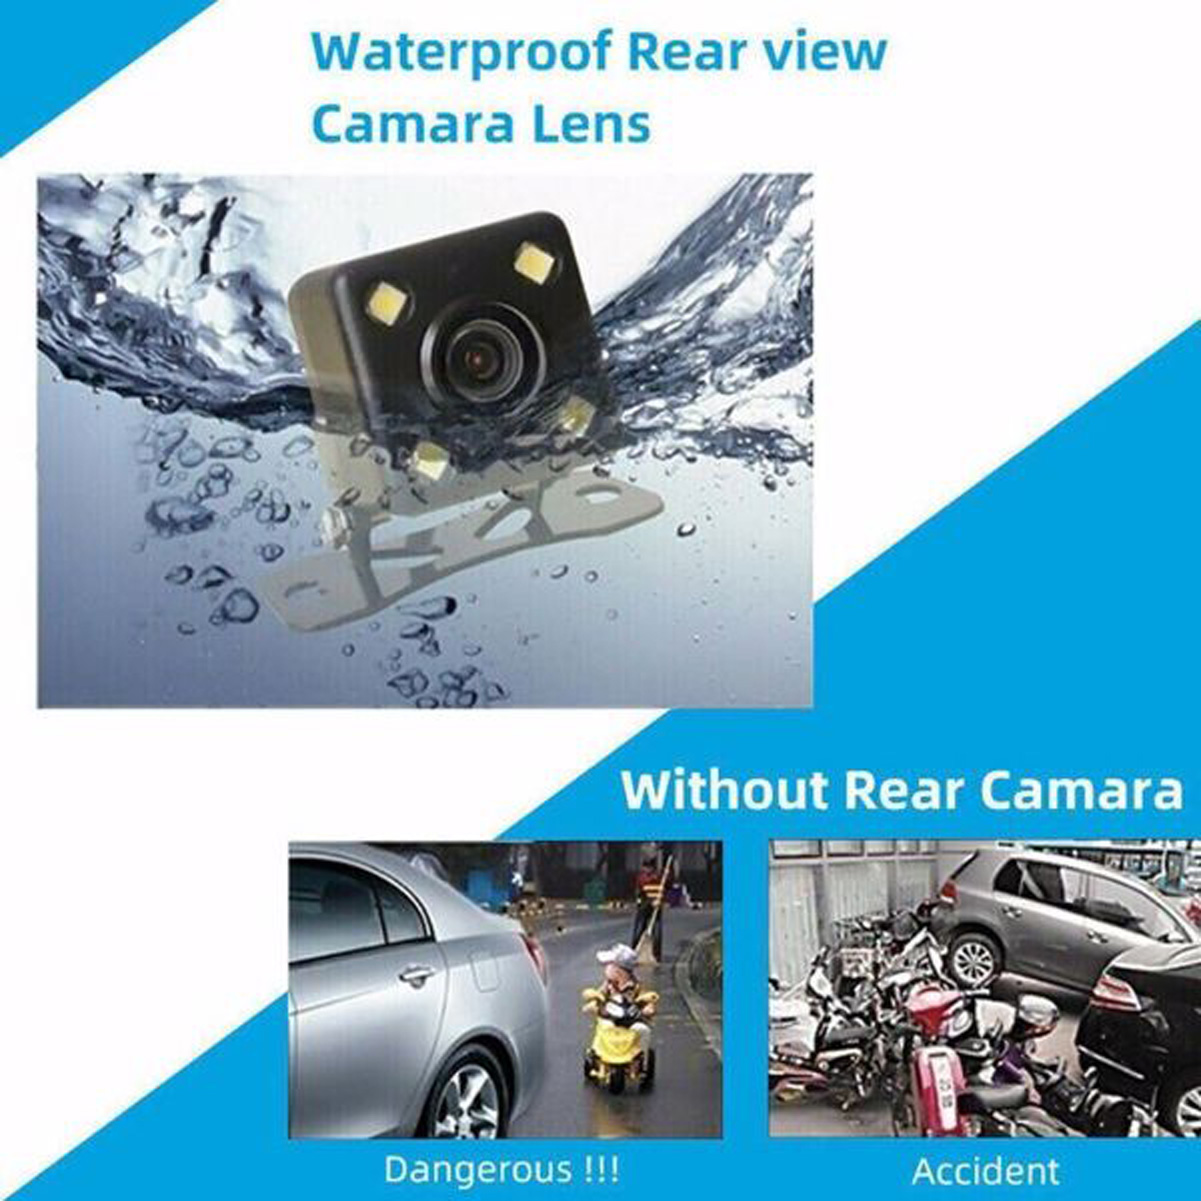 Waterproof Rear view
Camara Lens
Without Rear Camara
Dangerous !!!
Accident